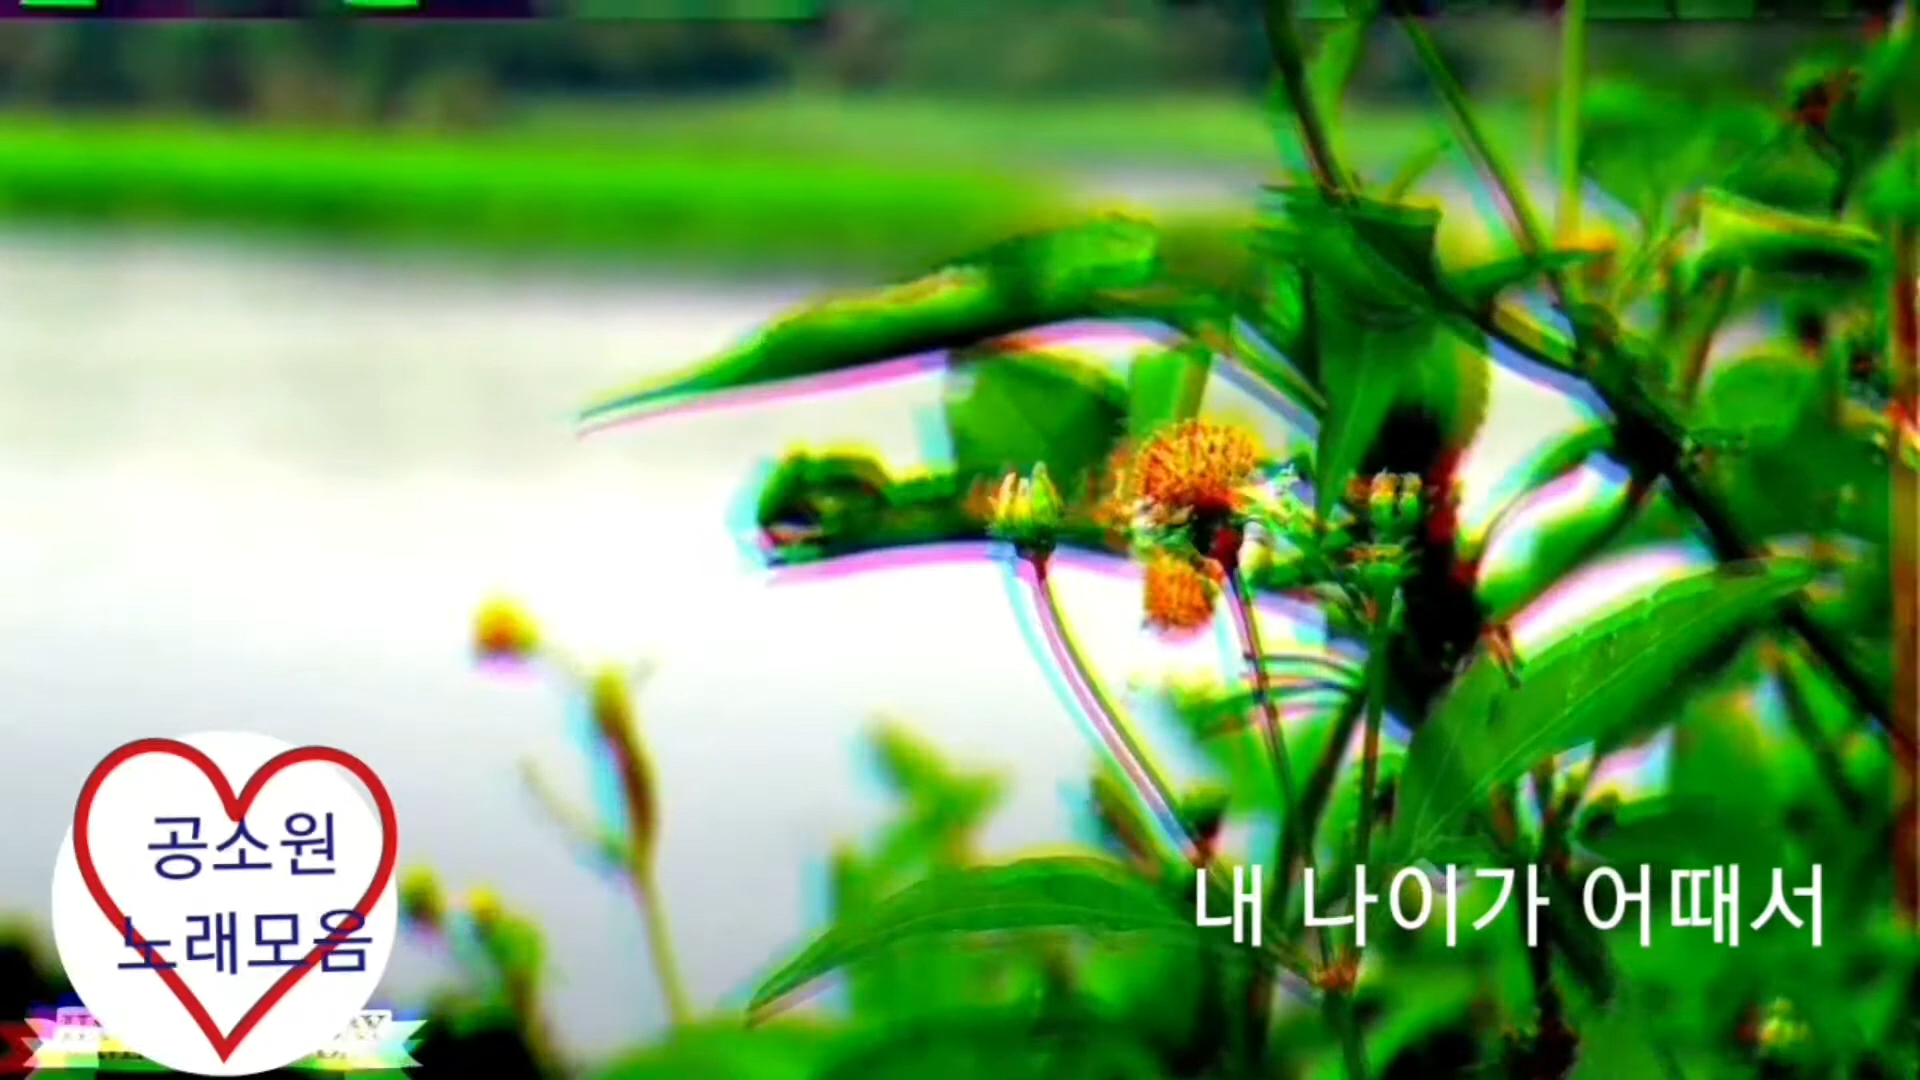 공소원
노래모음
내 나이가 어때서